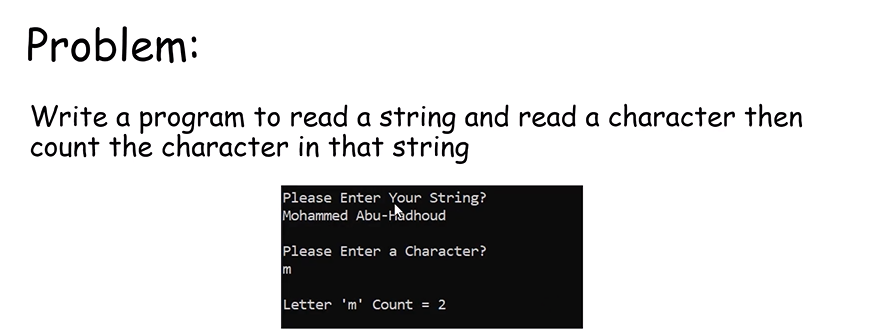 Problem:
Write a program to read a string and read a character then
count the character in that string
Please Enter Your String?
Mohammed Abu-Hadhoud
Please Enter a Character?
m
Letter 'm' Count = 2